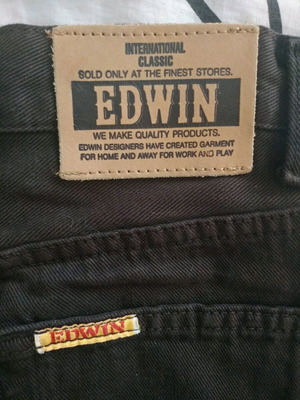 INTERNATIONAL
CLASSIC
SOLD ONLY AT THE FINEST STORES.
EDWIN
WE MAKE QUALITY PRODUCTS.
EDWIN DESIGNERS HAVE CREATED GARMENT
FOR HOME AND AWAY FOR WORK AND PLAY
EDWIN